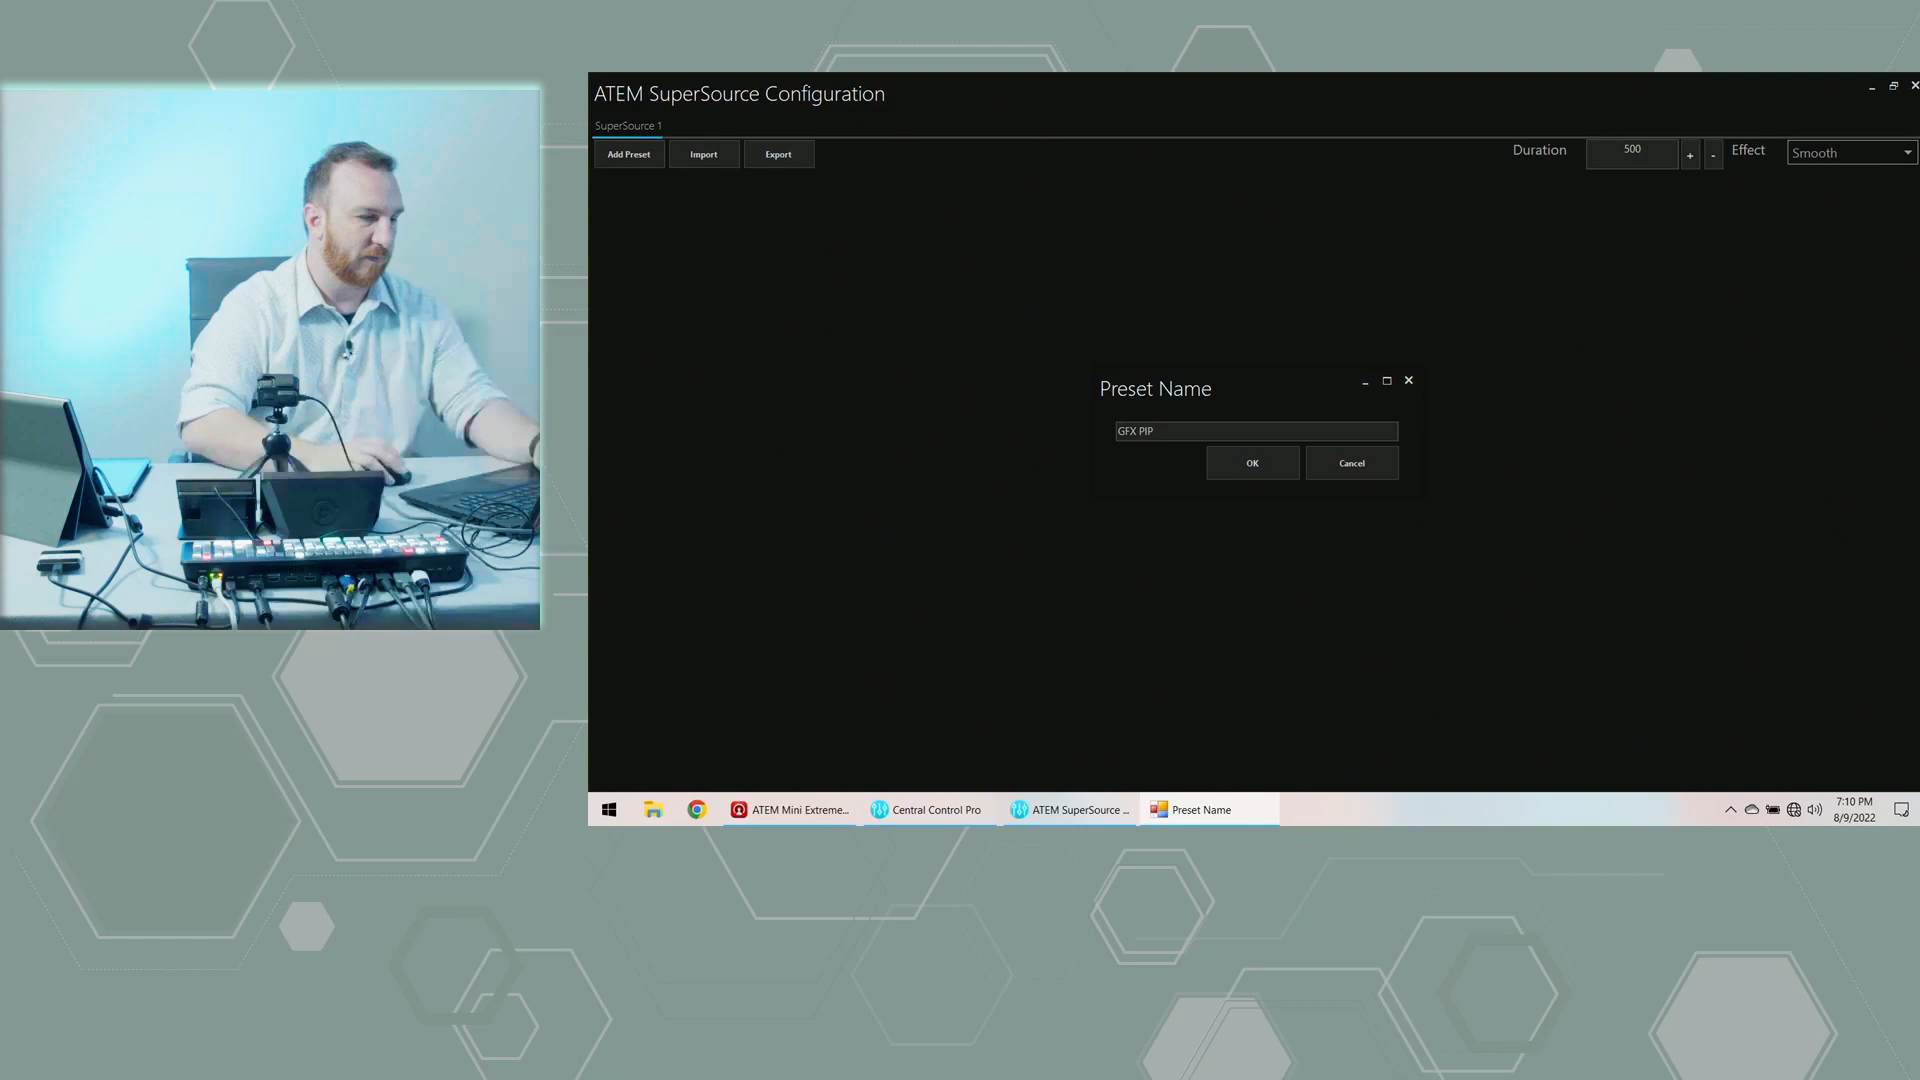 ATEM SuperSource Configuration
SuperSource 1
Add Preset
Import
Export
Duration
500
+
-
Effect
Smooth
Preset Name
GFX PIP
OK
Cancel
ATEM Mini Extreme...
Central Control Pro
ATEM SuperSource ...
Preset Name
7:10 PM
8/9/2022